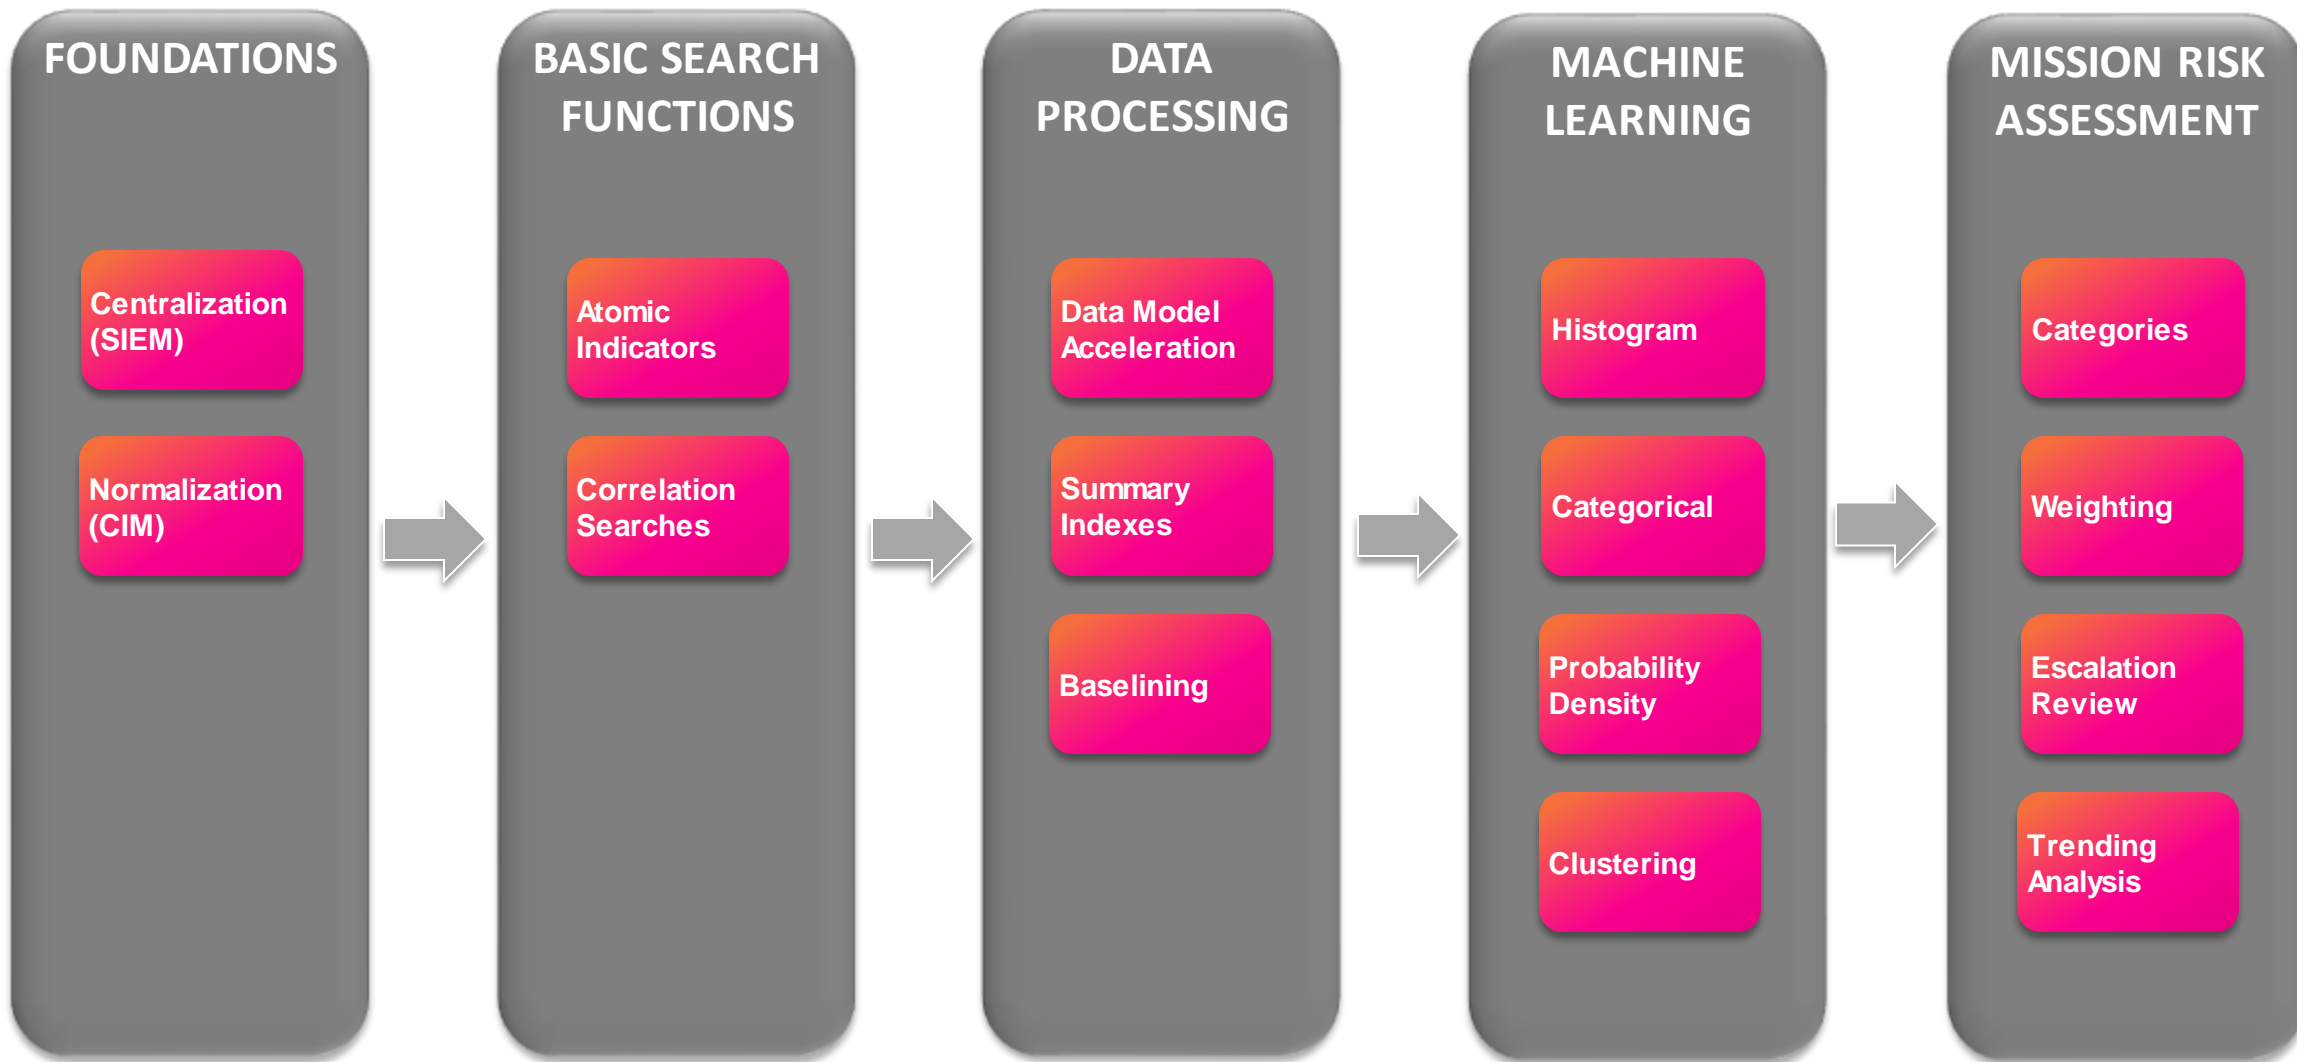 FOUNDATIONS
Centralization
(SIEM)
Normalization
(CIM)
BASIC SEARCH
FUNCTIONS
Atomic
Indicators
Correlation
Searches
DATA
PROCESSING
Data Model
Acceleration
Summary
Indexes
Baselining
MACHINE
LEARNING
Histogram
Categorical
Probability
Density
Clustering
MISSION RISK
ASSESSMENT
Categories
Weighting
Escalation
Review
Trending
Analysis